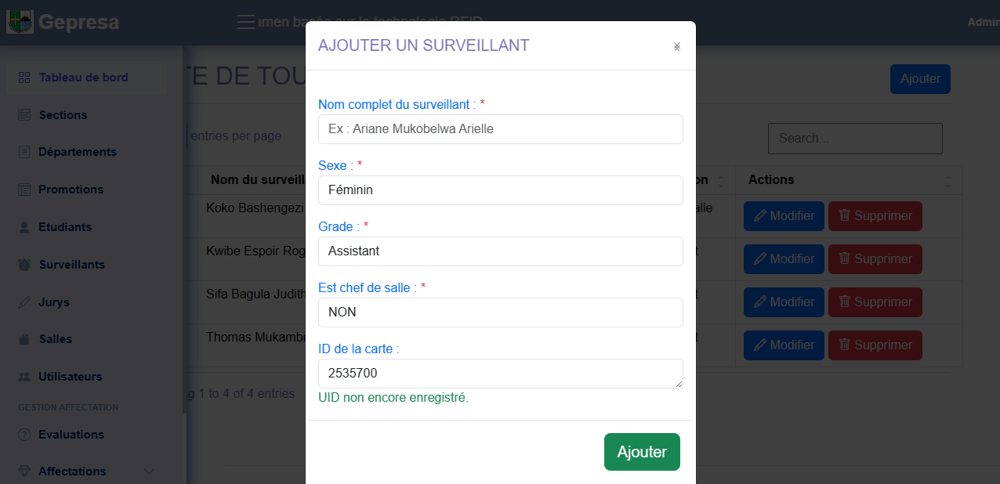 Gepresa
amen basée sur la technologie RFID
Admin
Tableau de bord
Sections
Départements
Promotions
Etudiants
Surveillants
Jurys
Salles
Utilisateurs
GESTION AFFECTATION
Evaluations
Affectations
TE DE TOU
Ajouter
entries per page
Search...
Nom du surveill
on
Actions
Koko Bashengezi
alle
Modifier
Supprimer
Kwibe Espoir Rog
t
Modifier
Supprimer
Sifa Bagula Judith
t
Modifier
Supprimer
Thomas Mukambi
t
Modifier
Supprimer
g 1 to 4 of 4 entries
AJOUTER UN SURVEILLANT
Nom complet du surveillant : *
Ex : Ariane Mukobelwa Arielle
Sexe : *
Féminin
Grade : *
Assistant
Est chef de salle : *
NON
ID de la carte :
2535700
UID non encore enregistré.
Ajouter